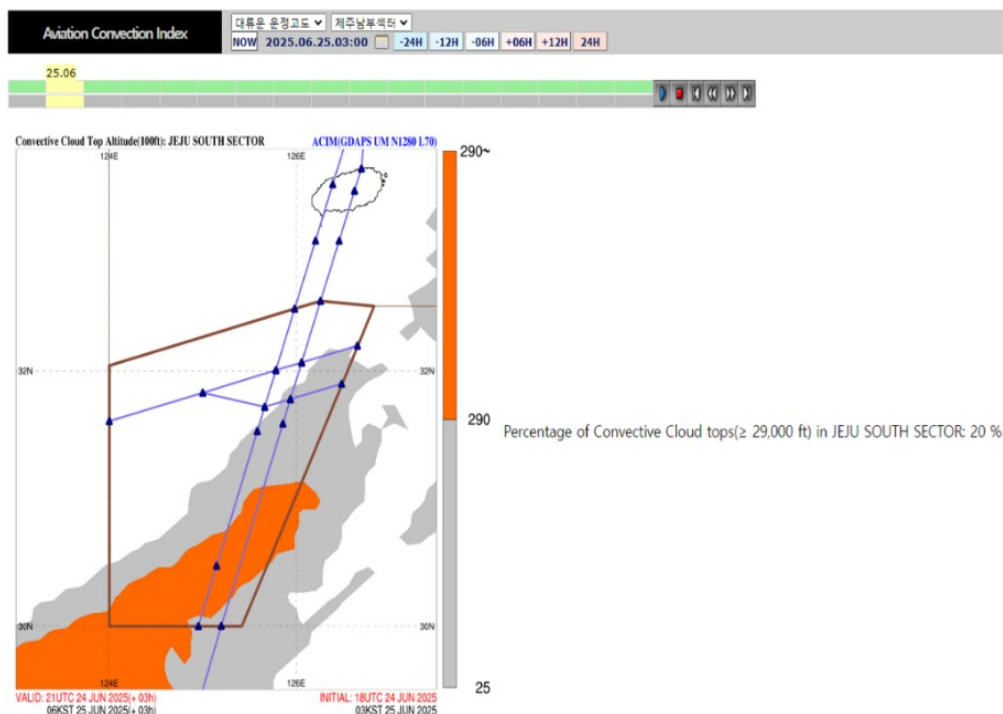 Aviation Convection Index
대류운 운정고도 제주남부섹터
NOW 2025.06.25.03:00 -24H -12H -06H +06H +12H 24H
25.06
Convective Cloud Top Altitude(100ft): JEJU SOUTH SECTOR ACIM(GDAPS UM N1280 L70)
124E 126E
290~
32N 32N
290
Percentage of Convective Cloud tops(≥ 29,000 ft) in JEJU SOUTH SECTOR: 20 %
30N 30N
124E 126E
25
VALID: 21UTC 24 JUN 2025(+ 03h) INITIAL: 18UTC 24 JUN 2025
06KST 25 JUN 2025(+ 03h) 03KST 25 JUN 2025